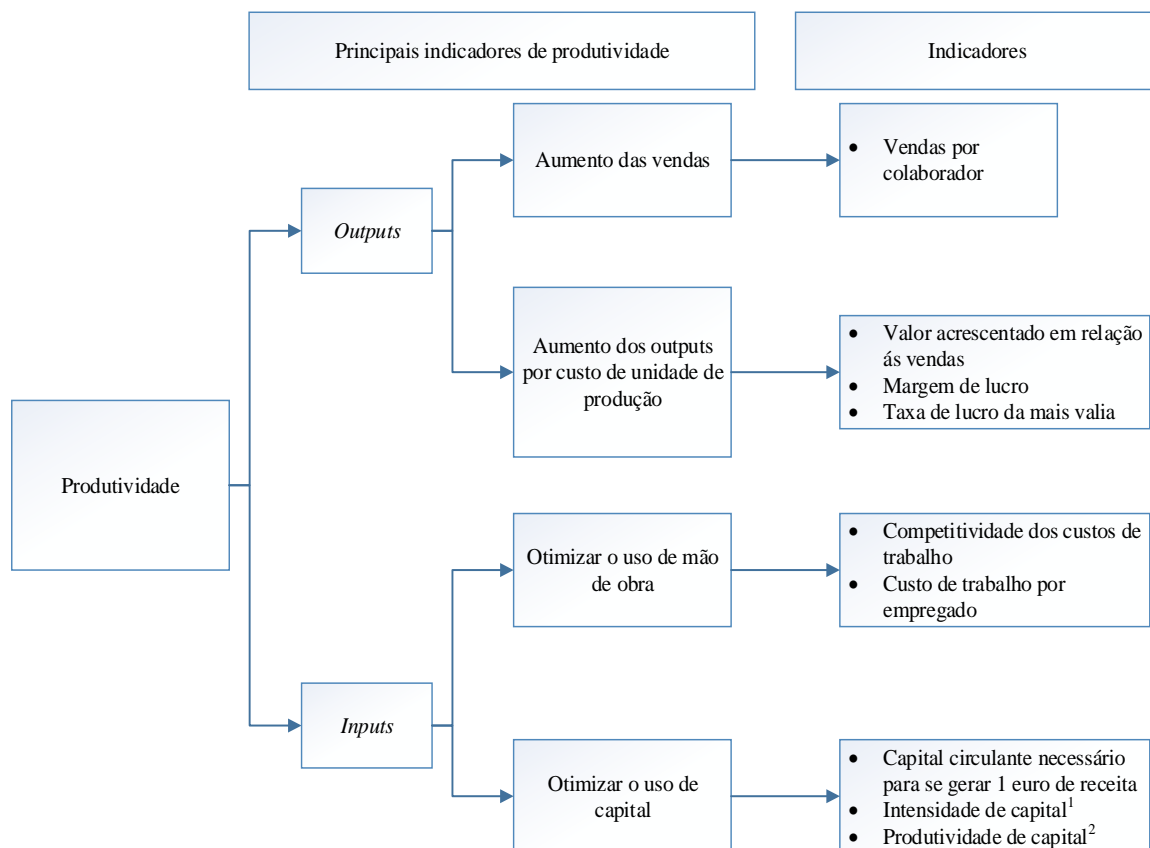 Principais indicadores de produtividade
Indicadores
Aumento das vendas
• Vendas por
colaborador
Outputs
Aumento dos outputs
por custo de unidade de
produção
• Valor acrescentado em relação
ás vendas
• Margem de lucro
• Taxa de lucro da mais valia
Produtividade
Otimizar o uso de mão
de obra
• Competitividade dos custos de
trabalho
• Custo de trabalho por
empregado
Inputs
Otimizar o uso de
capital
• Capital circulante necessário
para se gerar 1 euro de receita
• Intensidade de capital¹
• Produtividade de capital²